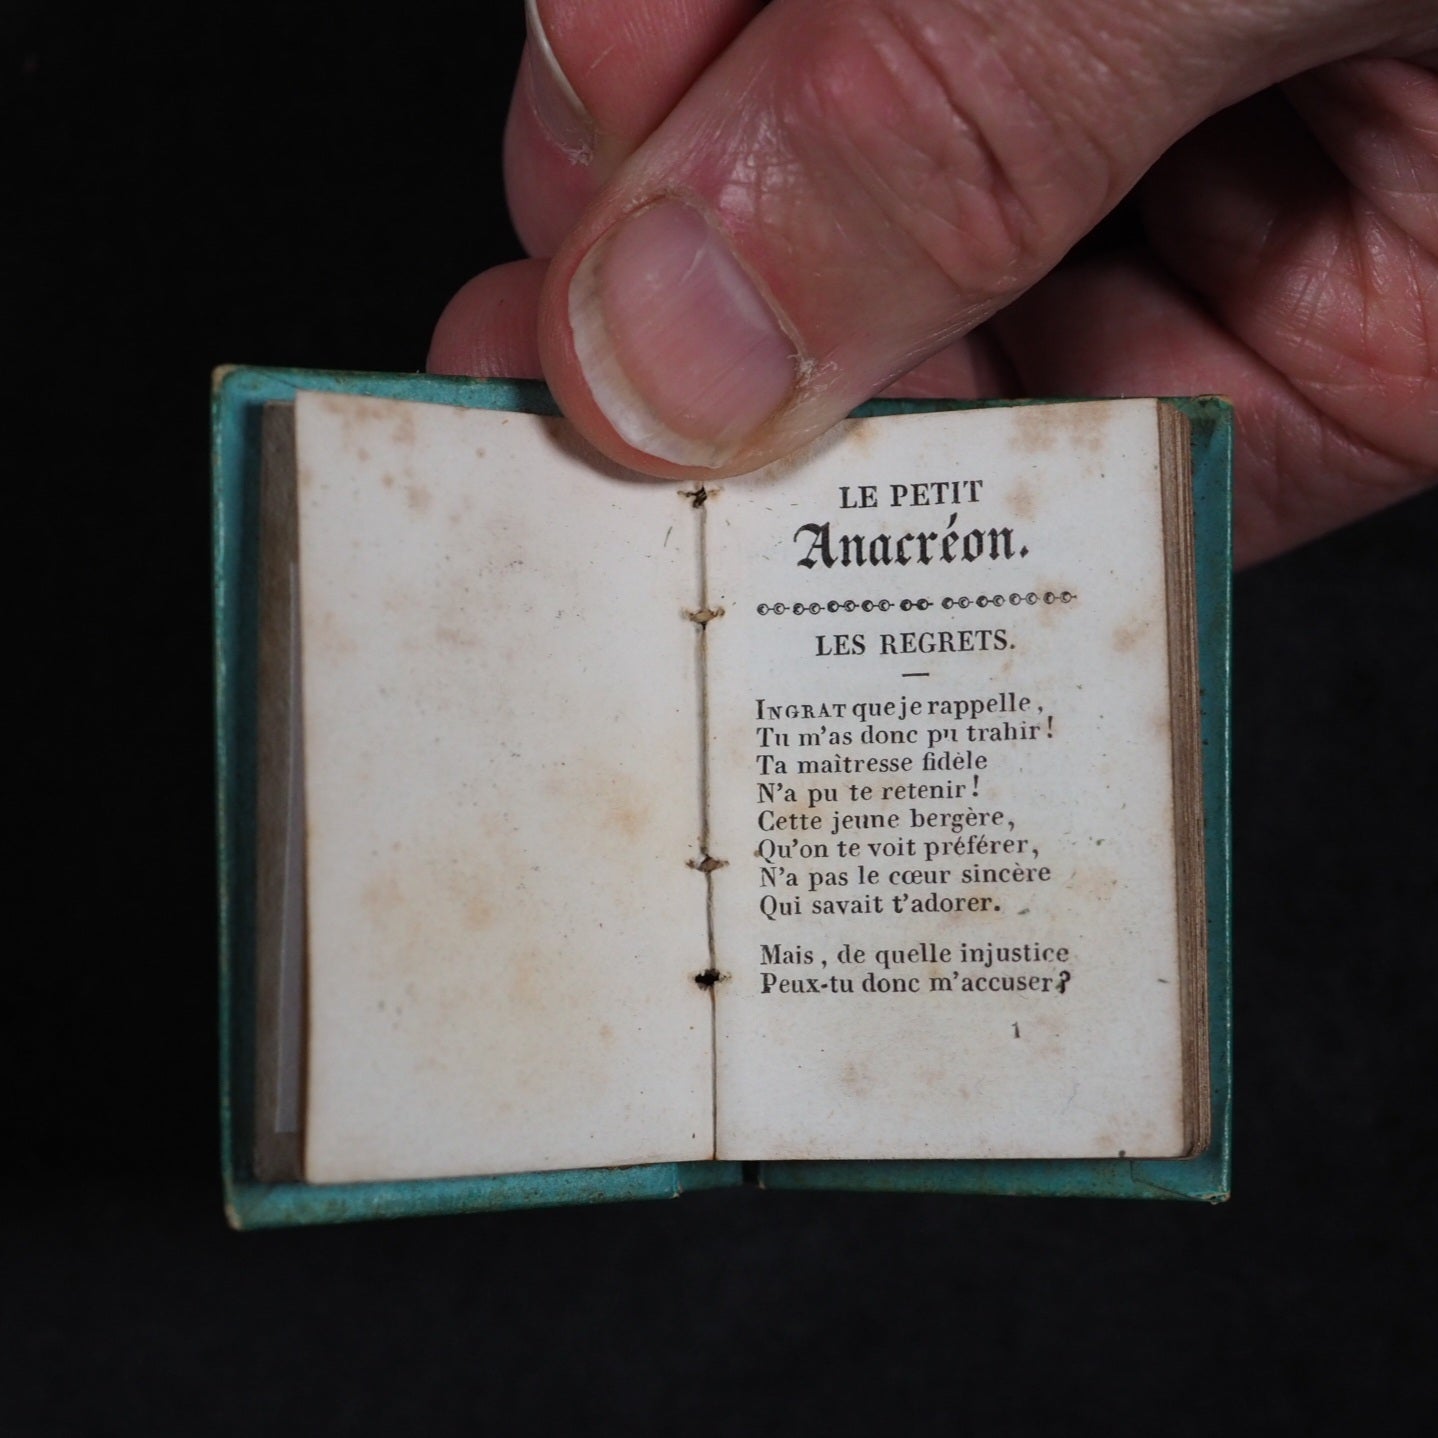 LE PETIT
Anacréon.
LES REGRETS.
INGRAT que je rappelle,
Tu m'as donc pu trahir!
Ta maîtresse fidèle
N'a pu te retenir!
Cette jeune bergère,
Qu'on te voit préférer,
N'a pas le cœur sincère
Qui savait t'adorer.
Mais, de quelle injustice
Peux-tu donc m'accuser?
1